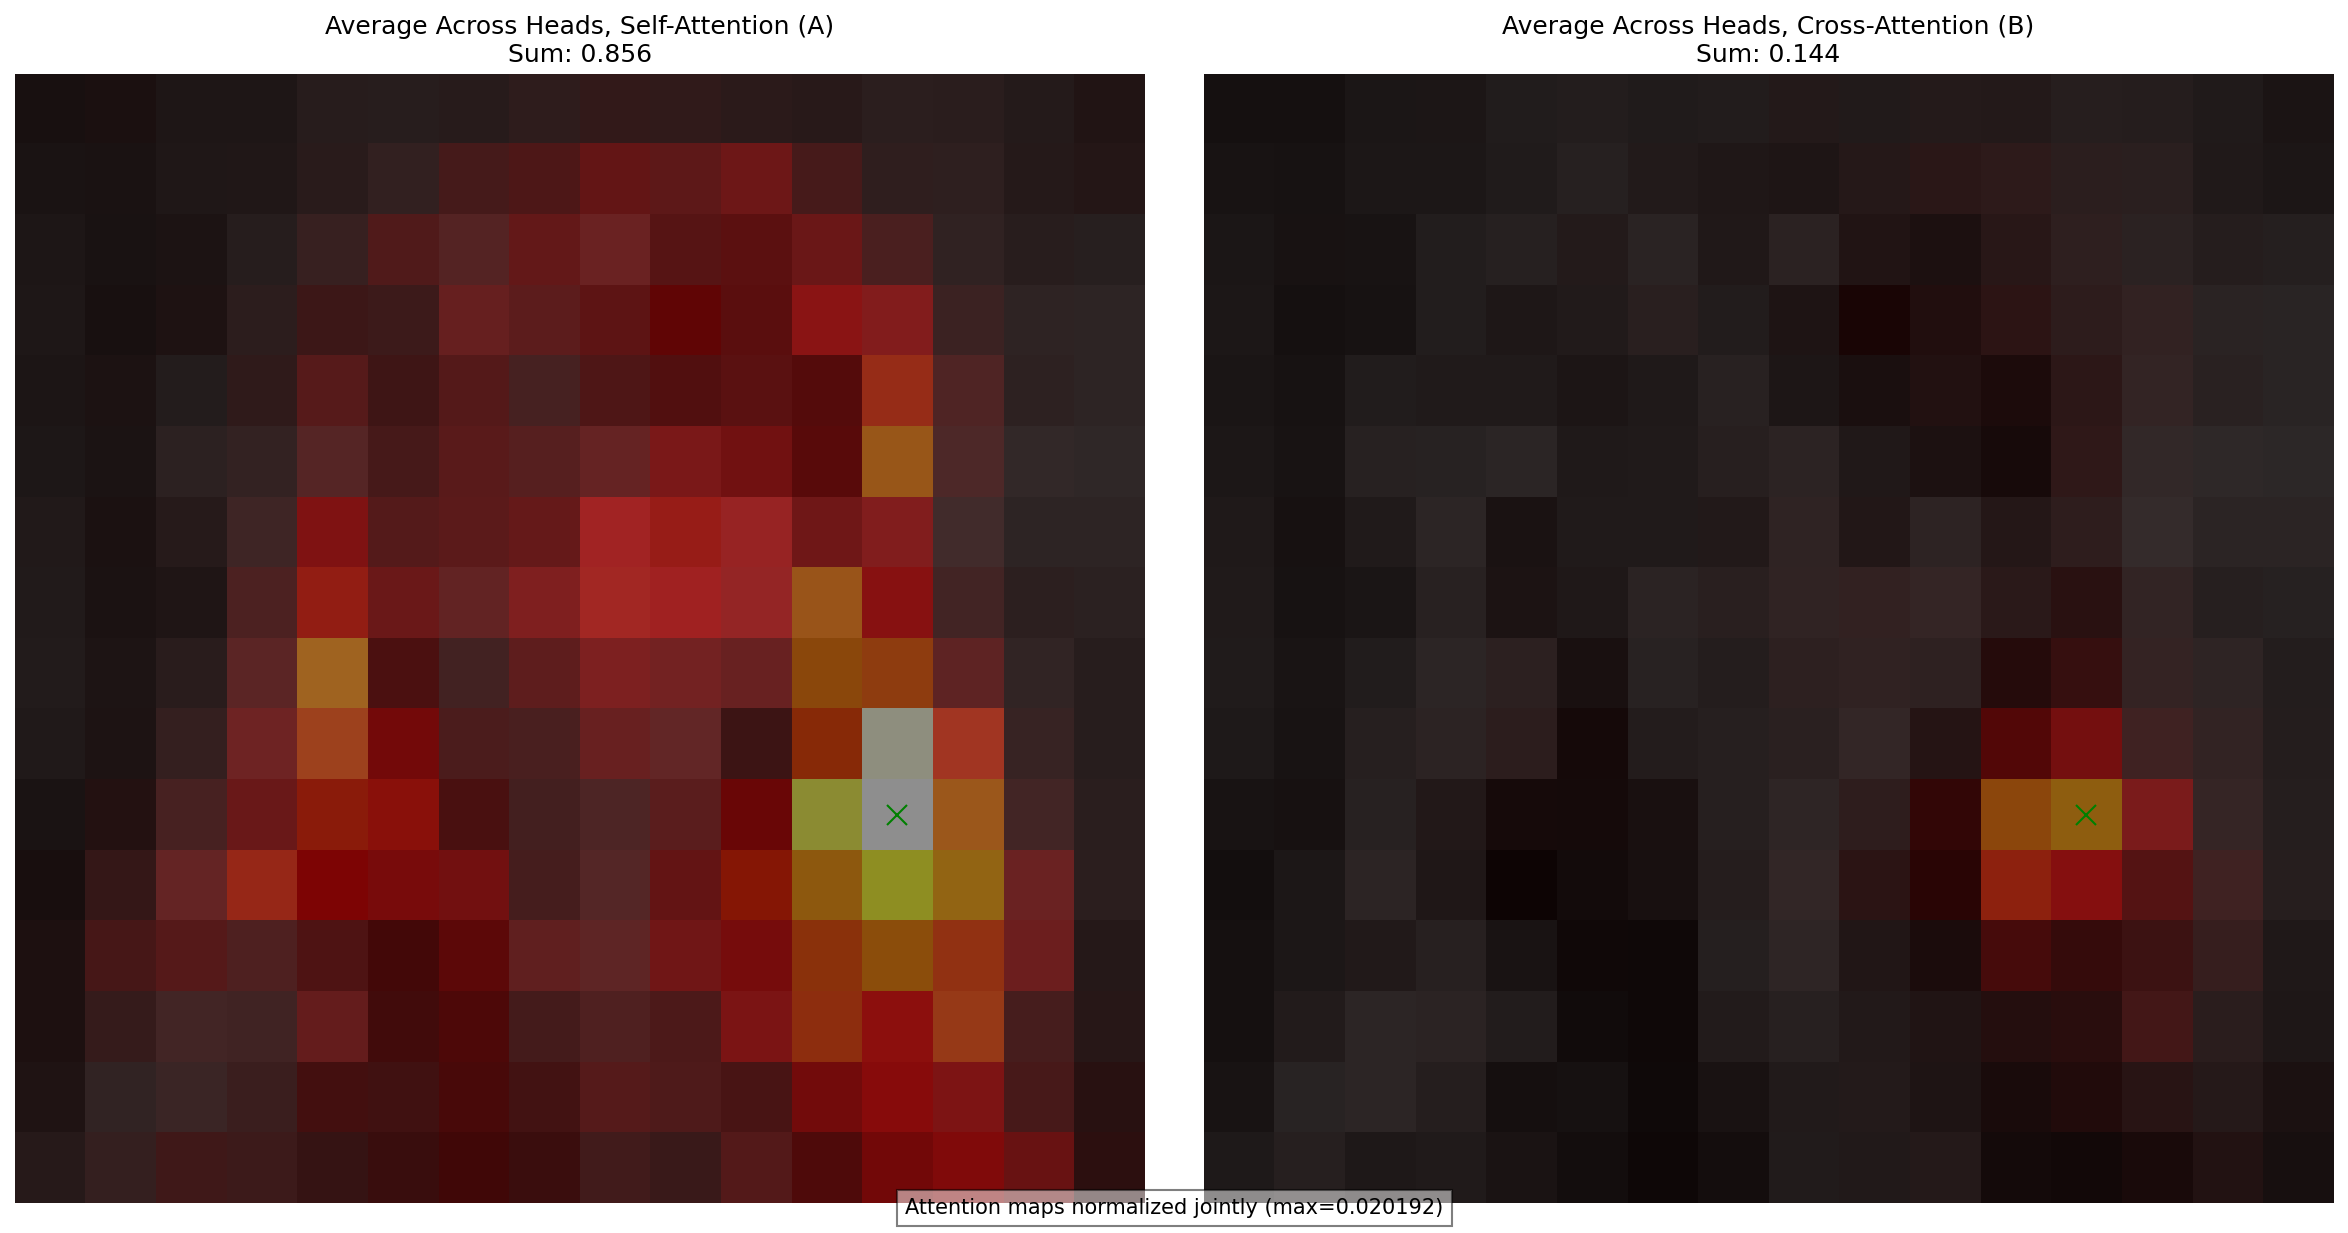 Average Across Heads, Self-Attention (A)
Sum: 0.856
Average Across Heads, Cross-Attention (B)
Sum: 0.144
Attention maps normalized jointly (max=0.020192)